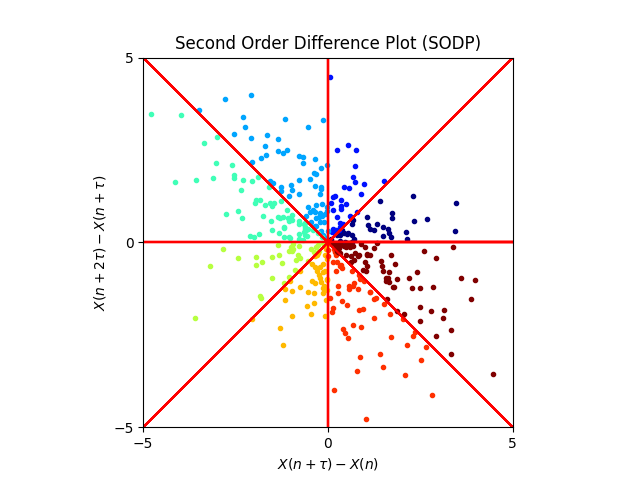 Second Order Difference Plot (SODP)
5
0
−5
X(n + 2τ) − X(n + τ)
−5
0
5
X(n + τ) − X(n)